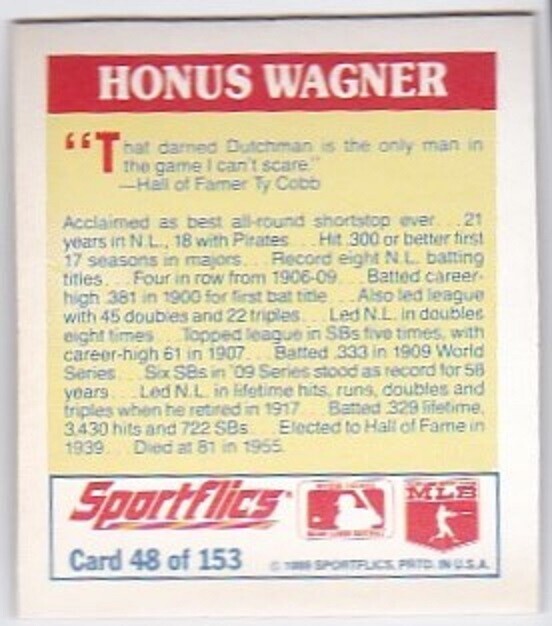 HONUS WAGNER
“That darned Dutchman is the only man in
the game I can't scare.”
—Hall of Famer Ty Cobb
Acclaimed as best all-round shortstop ever. . .21
years in N.L., 18 with Pirates. . .Hit .300 or better first
17 seasons in majors. . .Record eight N.L. batting
titles. . .Four in row from 1906-09. . .Batted career-
high .381 in 1900 for first bat title. . .Also led league
with 45 doubles and 22 triples. . .Led N.L. in doubles
eight times. . .Topped league in SBs five times, with
career-high 61 in 1907. . .Batted .333 in 1909 World
Series. . .Six SBs in '09 Series stood as record for 58
years. . .Led N.L. in lifetime hits, runs, doubles and
triples when he retired in 1917. . .Batted .329 lifetime,
3,430 hits and 722 SBs. . .Elected to Hall of Fame in
1939. . .Died at 81 in 1955.
Sportflics
MLB
Card 48 of 153
SPORTFLICS, PRTD. IN U.S.A.